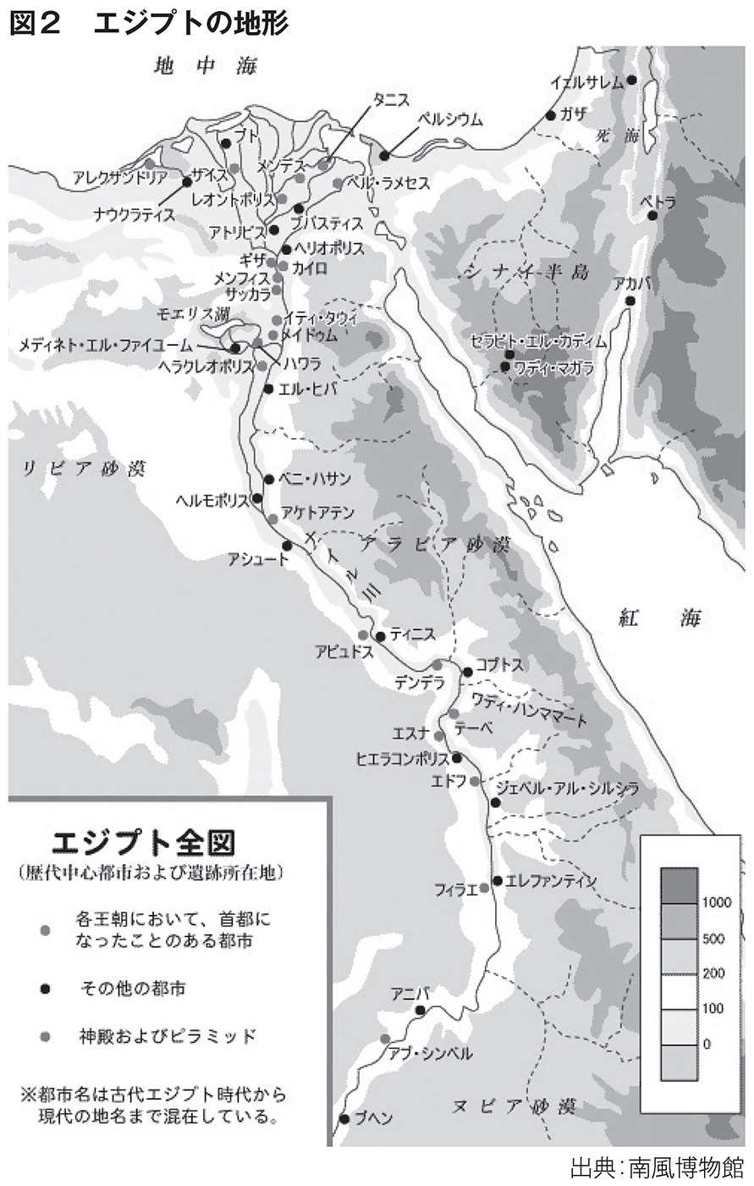 図2　エジプトの地形
地中海
タニス
イェルサレム
ガザ
ペルシウム
死海
ブト
アレクサンドリア
ザイス
メンデス
ペル・ラメセス
ナウクラティス
レオントポリス
ペトラ
ブバスティス
アトリビス
ヘリオポリス
ギザ
カイロ
シナイ半島
メンフィス
アカバ
サッカラ
モエリス湖
イティ・タウィ
メイドゥム
セラビト・エル・カディム
メディネト・エル・ファイユーム
ハワラ
ワディ・マガラ
ヘラクレオポリス
エル・ヒバ
リビア砂漠
ベニ・ハサン
ヘルモポリス
アケトアテン
ナイル川
アラビア砂漠
アシュート
紅海
ティニス
アビュドス
コプトス
デンデラ
ワディ・ハンママート
テーベ
エスナ
ヒエラコンポリス
エドフ
ジェベル・アル・シルシラ
エレファンティン
フィラエ
アニバ
アブ・シンベル
ヌビア砂漠
ブヘン
エジプト全図
(歴代中心都市および遺跡所在地)
各王朝において、首都に
なったことのある都市
その他の都市
神殿およびピラミッド
※都市名は古代エジプト時代から
現代の地名まで混在している。
1000
500
200
100
0
出典:南風博物館